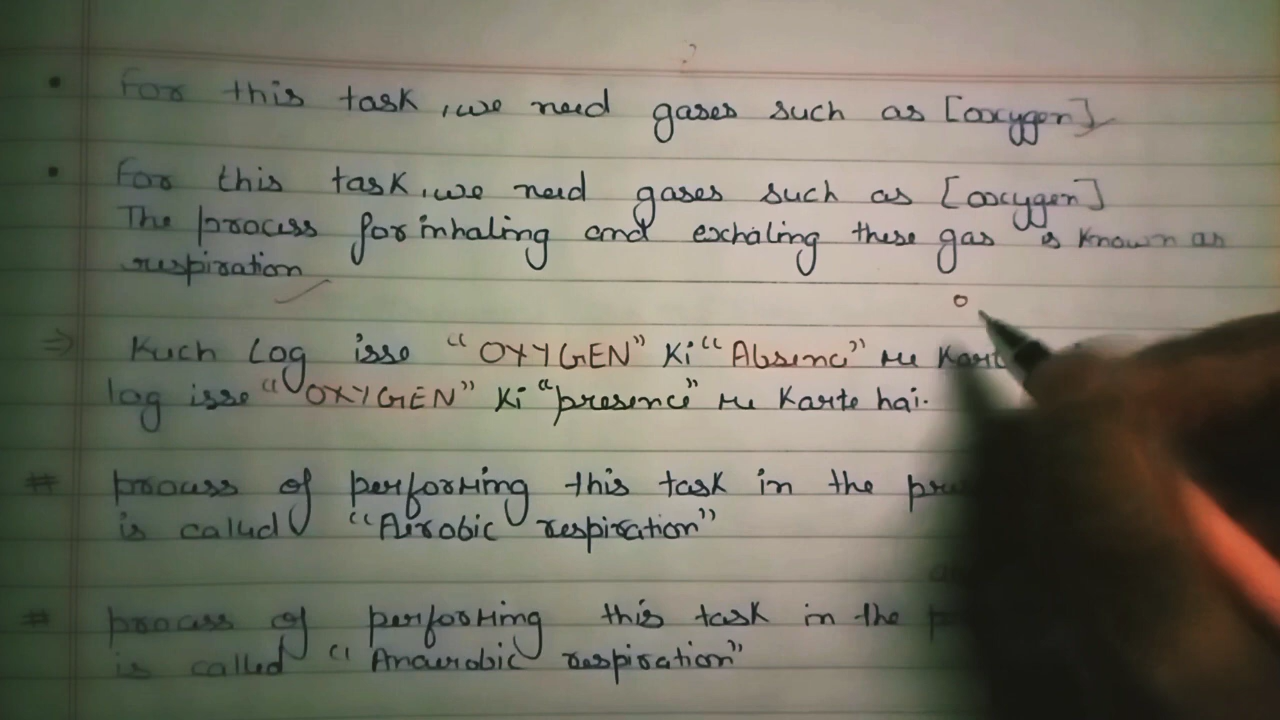 For this task, we need gases such as [oxygen]
For this task, we need gases such as [oxygen]
The process for inhaling and exhaling these gas is known as
respiration
Kuch Log isse "OXYGEN" Ki "Absence" me
log isse "OXYGEN" Ki "presence" me Karte hai.
# process of performing this task in the
is called "Airobic respiration"
# process of performing this task in the
is called "Anaerobic respiration"